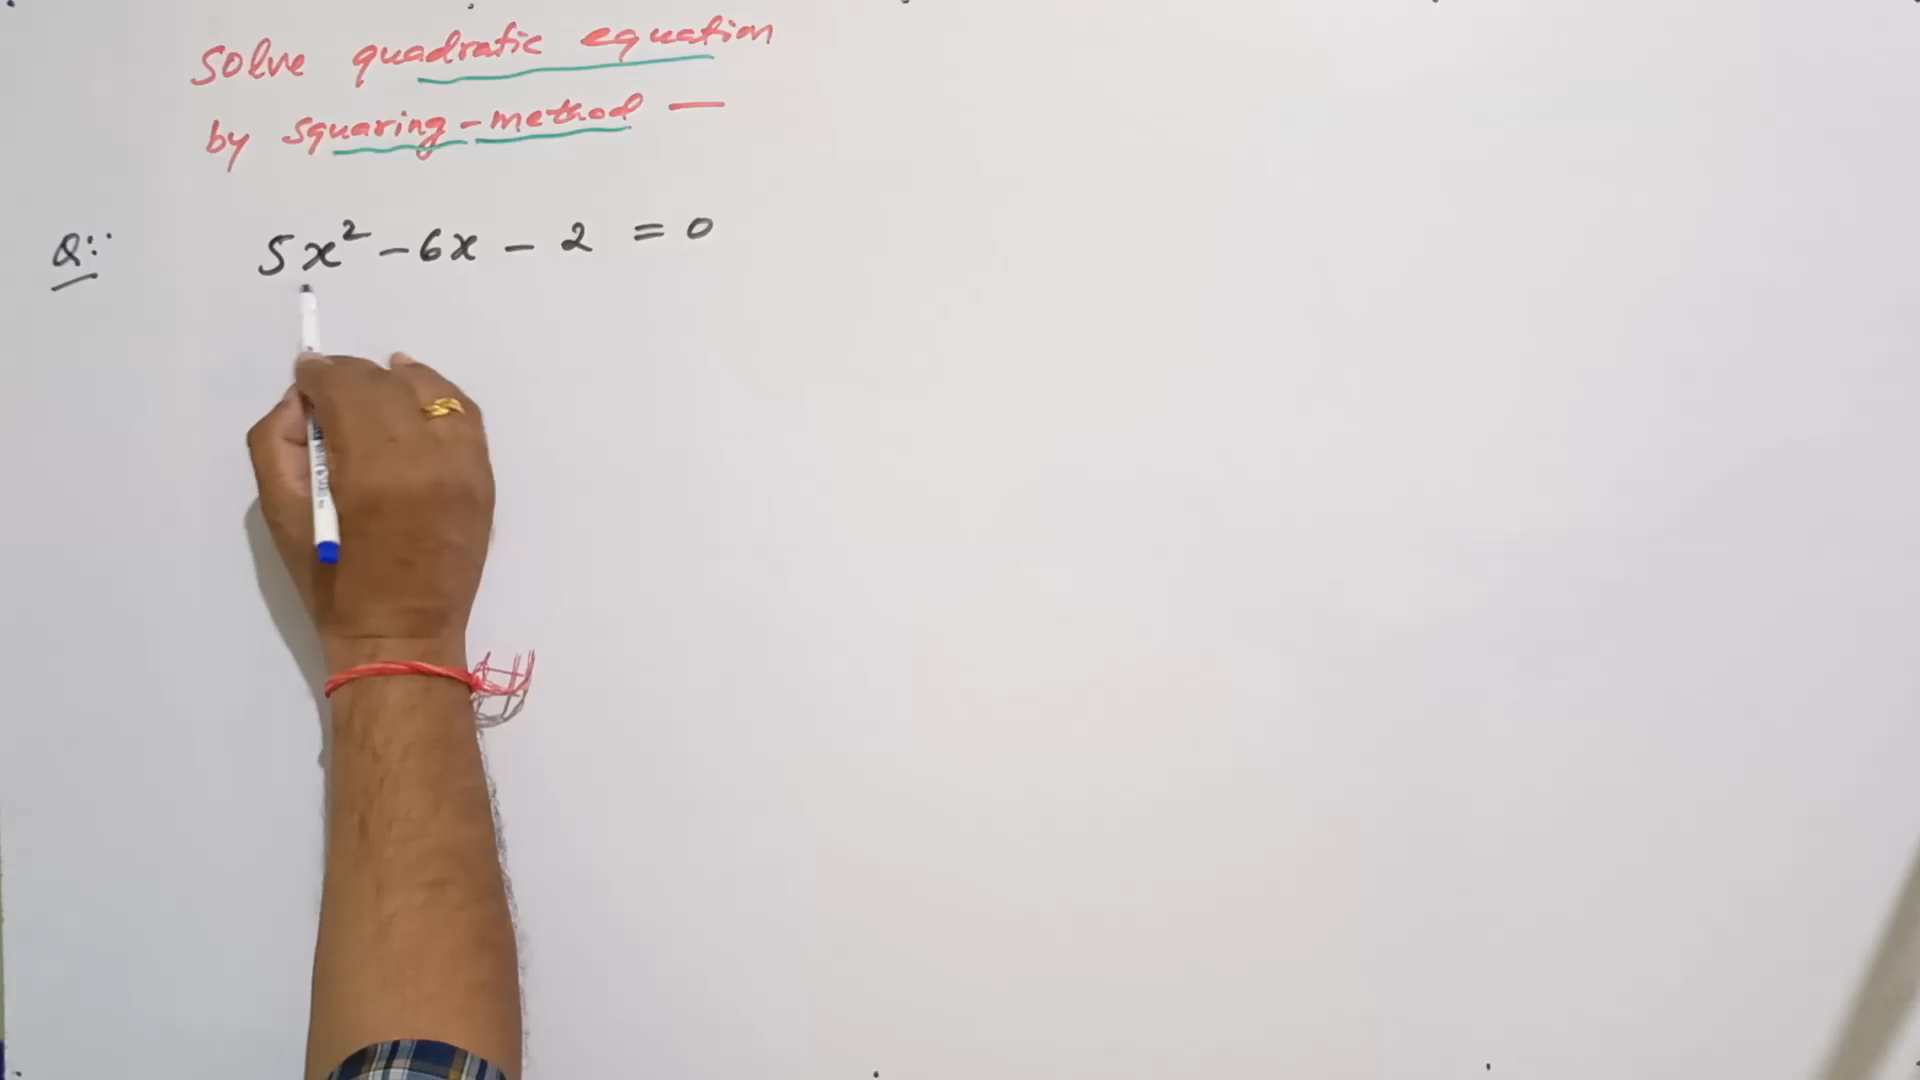 Solve quadratic equation
by squaring-method —
Q:: 5x² - 6x - 2 = 0